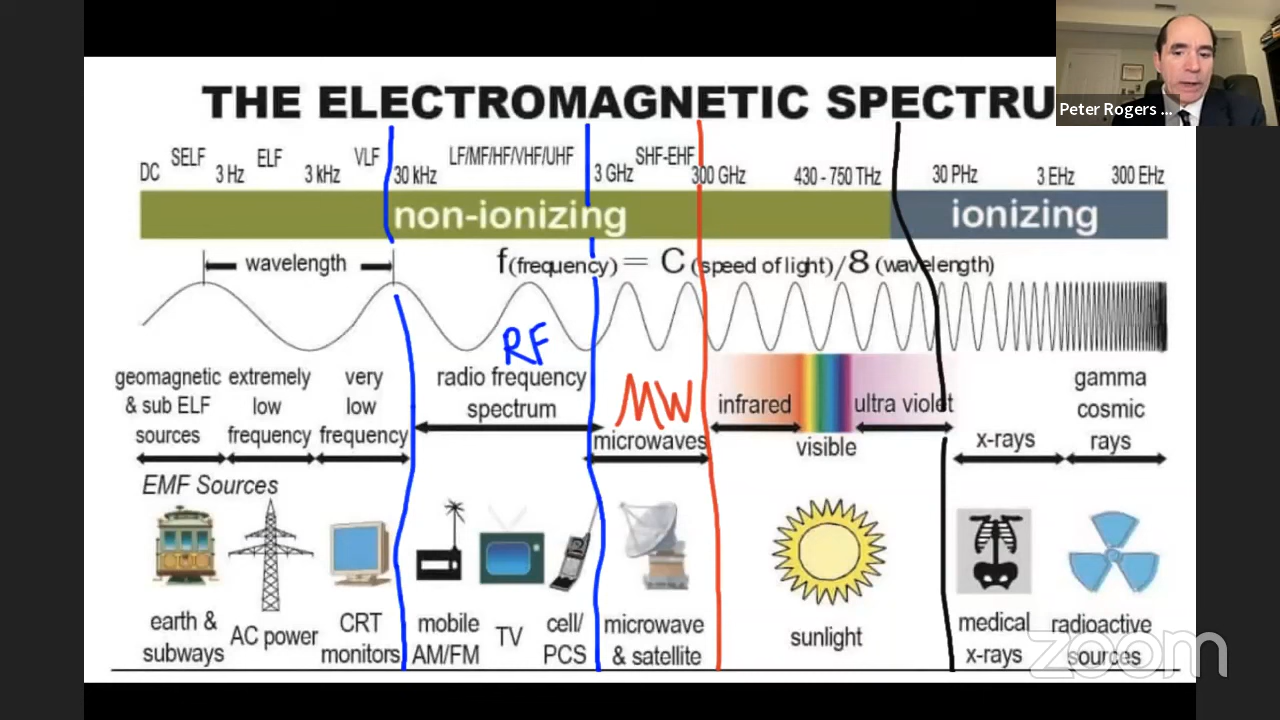 THE ELECTROMAGNETIC SPECTRU
Peter Rogers ...
DC SELF 3 Hz ELF 3 kHz VLF 30 kHz LF/MF/HF/VHF/UHF 3 GHz SHF-EHF 300 GHz 430 - 750 THz 30 PHz 3 EHz 300 EHz
non-ionizing ionizing
wavelength f(frequency) = C (speed of light) / 8 (wavelength)
RF
geomagnetic & sub ELF sources
extremely low frequency
very low frequency
radio frequency spectrum
MW
microwaves
infrared
visible
ultra violet
x-rays
gamma cosmic rays
EMF Sources
earth & subways
AC power
CRT monitors
mobile AM/FM
TV
cell/ PCS
microwave & satellite
sunlight
medical x-rays
radioactive sources
zoom